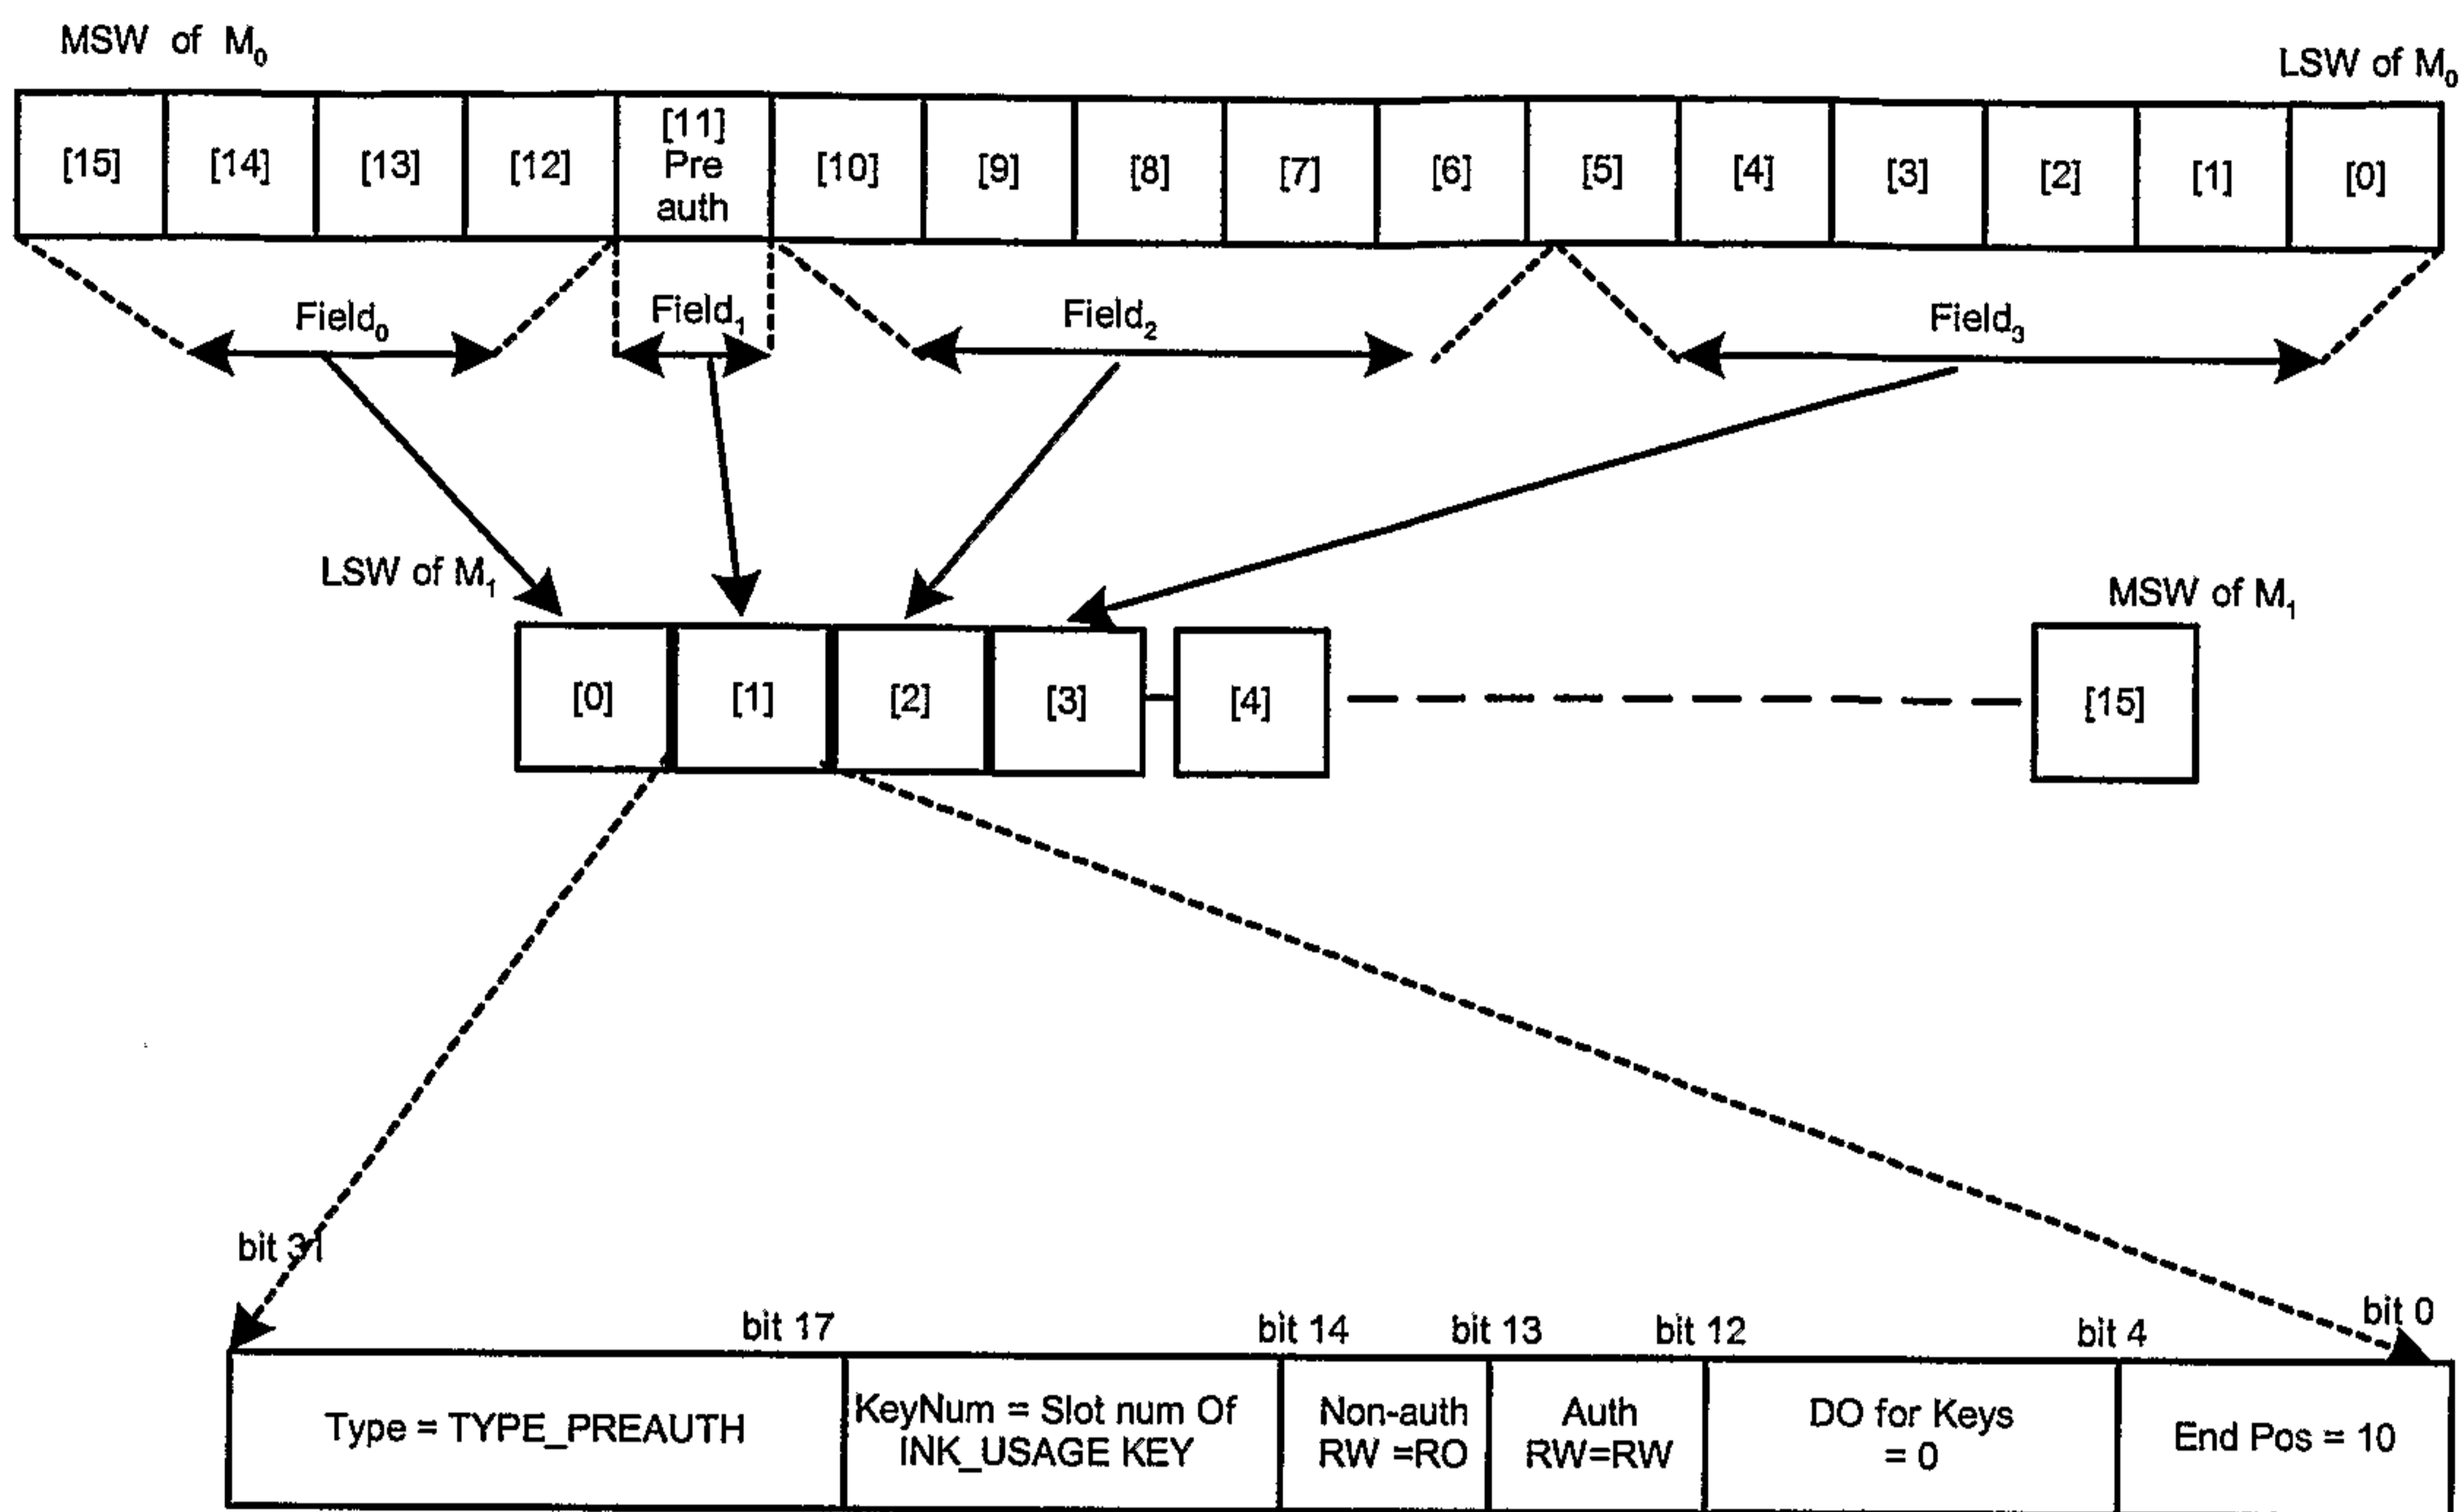 MSW of M0
LSW of M0
[15]
[14]
[13]
[12]
[11]
Pre
auth
[10]
[9]
[8]
[7]
[6]
[5]
[4]
[3]
[2]
[1]
[0]
Field0
Field1
Field2
Field3
LSW of M1
MSW of M1
[0]
[1]
[2]
[3]
[4]
[15]
bit 31
bit 17
bit 14
bit 13
bit 12
bit 4
bit 0
Type = TYPE_PREAUTH
KeyNum = Slot num Of
INK_USAGE KEY
Non-auth
RW =RO
Auth
RW=RW
DO for Keys
= 0
End Pos = 10